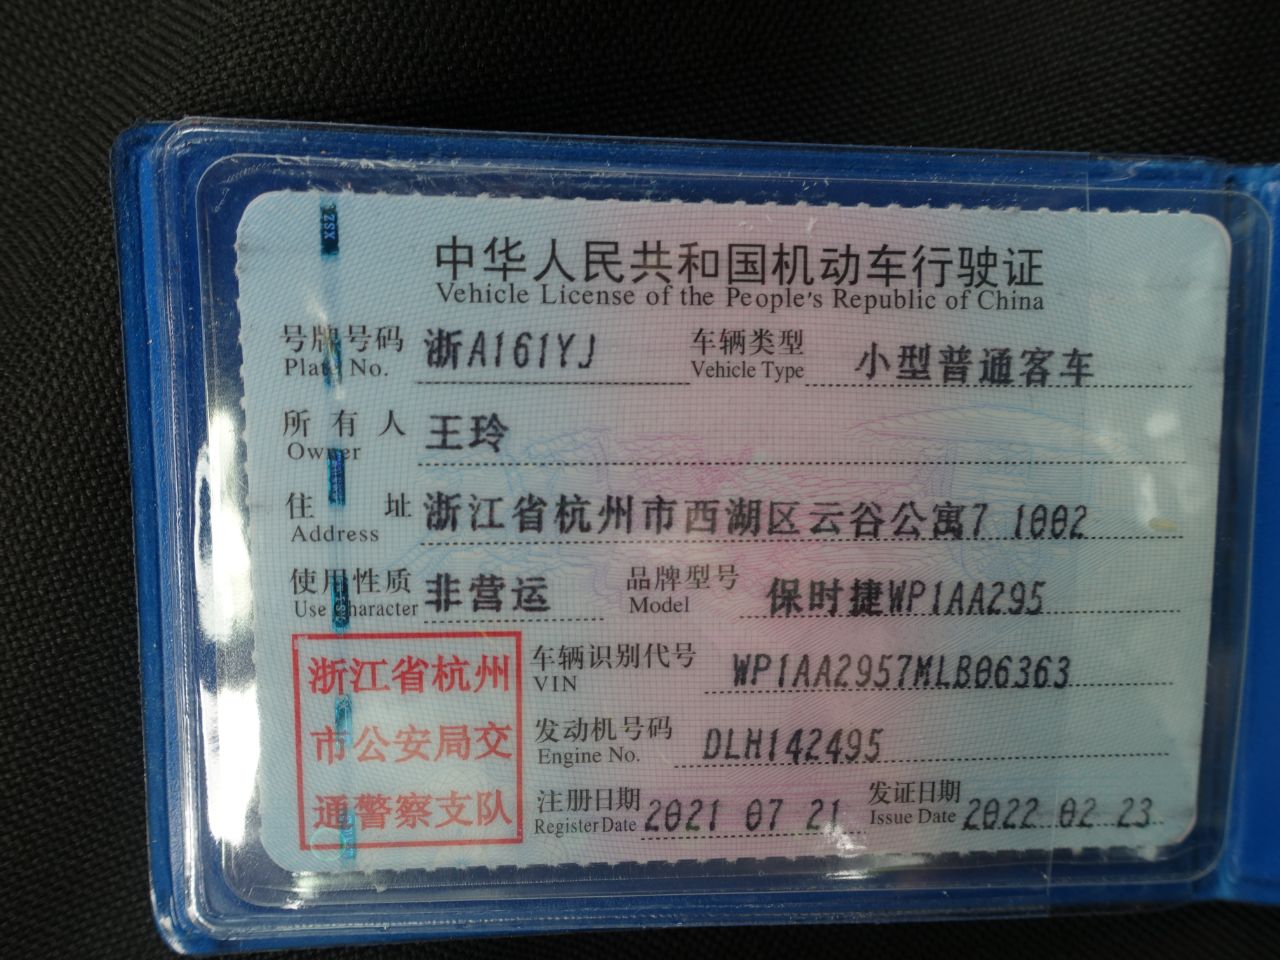 中华人民共和国机动车行驶证
Vehicle License of the People's Republic of China
号牌号码 浙A161YJ 车辆类型 小型普通客车
Plate No. Vehicle Type
所有人 王玲
Owner
住址 浙江省杭州市西湖区云谷公寓7 1002
Address
使用性质 非营运 品牌型号 保时捷WP1AA295
Use Character Model
浙江省杭州
市公安局交
通警察支队
车辆识别代号 WP1AA2957MLB06363
VIN
发动机号码 DLH142495
Engine No.
注册日期 2021 07 21 发证日期 2022 02 23
Register Date Issue Date